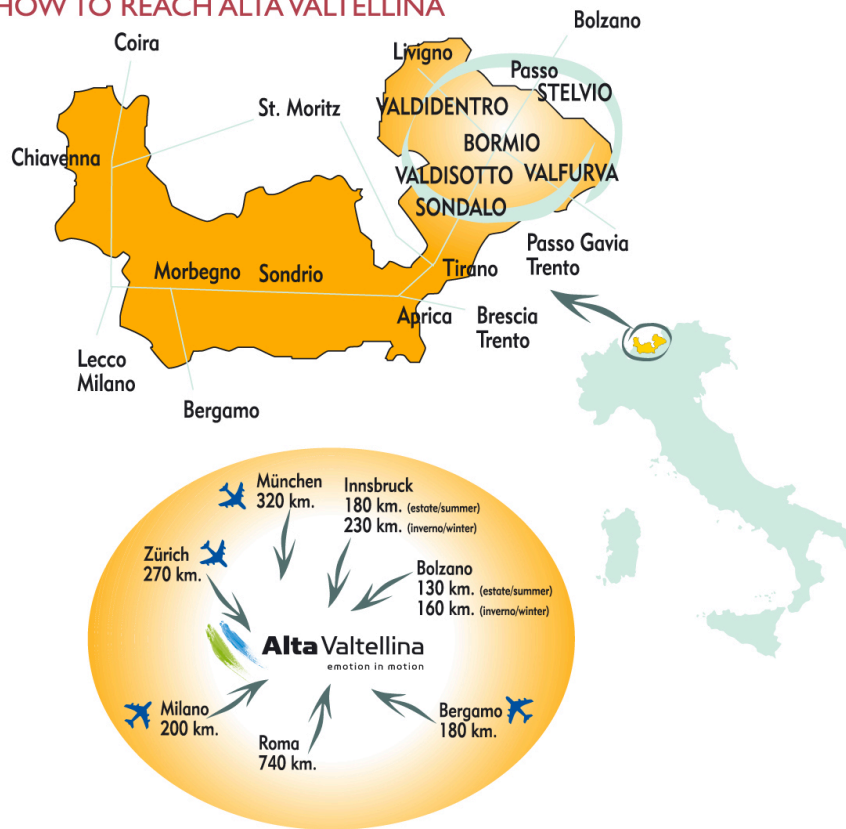 HOW TO REACH ALTA VALTELLINA
Coira
Bolzano
Livigno
Passo
STELVIO
VALDIDENTRO
St. Moritz
BORMIO
Chiavenna
VALDISOTTO
VALFURVA
SONDALO
Passo Gavia
Trento
Tirano
Morbegno
Sondrio
Aprica
Brescia
Trento
Lecco
Milano
Bergamo
München
320 km.
Innsbruck
180 km. (estate/summer)
230 km. (inverno/winter)
Zürich
270 km.
Bolzano
130 km. (estate/summer)
160 km. (inverno/winter)
Alta Valtellina
emotion in motion
Milano
200 km.
Bergamo
180 km.
Roma
740 km.